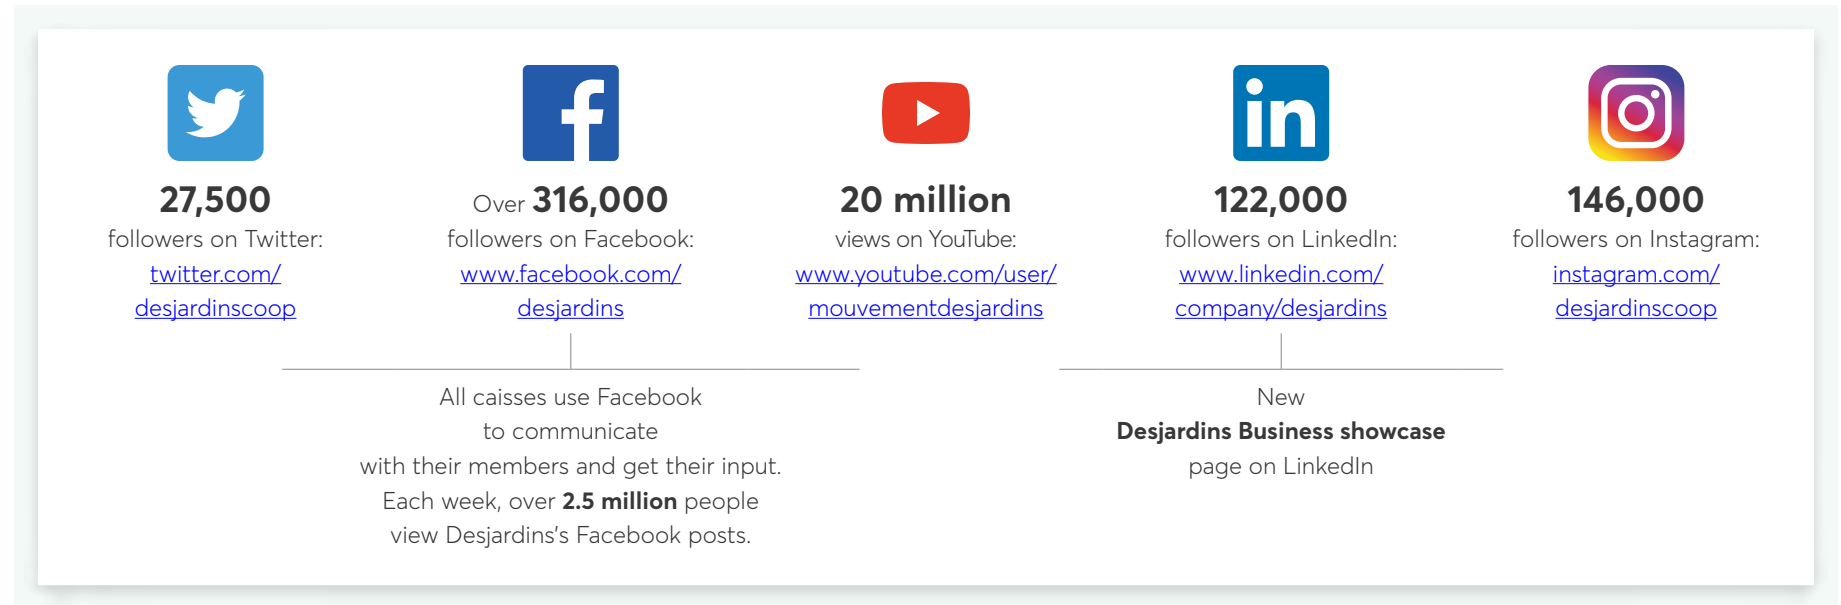 27,500
followers on Twitter:
twitter.com/
desjardinscoop
Over 316,000
followers on Facebook:
www.facebook.com/
desjardins
All caisses use Facebook
to communicate
with their members and get their input.
Each week, over 2.5 million people
view Desjardins's Facebook posts.
20 million
views on YouTube:
www.youtube.com/user/
mouvementdesjardins
in
122,000
followers on LinkedIn:
www.linkedin.com/
company/desjardins
New
Desjardins Business showcase
page on LinkedIn
146,000
followers on Instagram:
instagram.com/
desjardinscoop